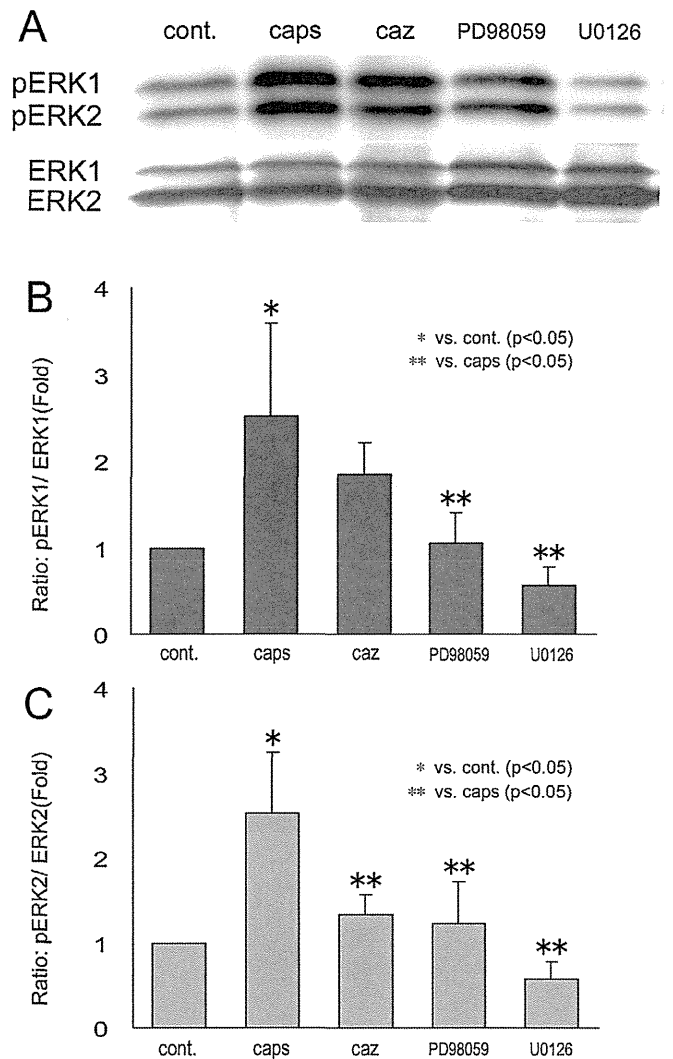 A
cont. caps caz PD98059 U0126
pERK1
pERK2
ERK1
ERK2
B
Ratio: pERK1/ ERK1(Fold)
4
3
2
1
0
*
**
**
* vs. cont. (p<0.05)
** vs. caps (p<0.05)
cont. caps caz PD98059 U0126
C
Ratio: pERK2/ ERK2(Fold)
4
3
2
1
0
*
**
**
**
* vs. cont. (p<0.05)
** vs. caps (p<0.05)
cont. caps caz PD98059 U0126